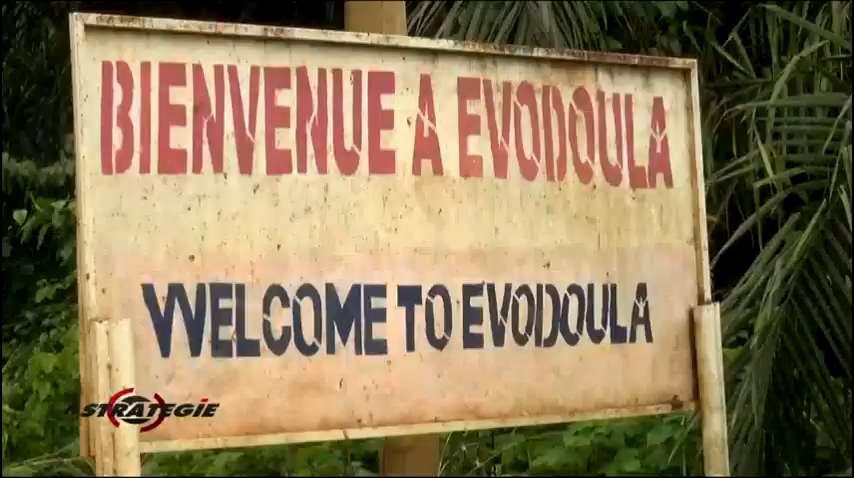 BIENVENUE A EVODOULA
WELCOME TO EVODOULA
STRATEGIE